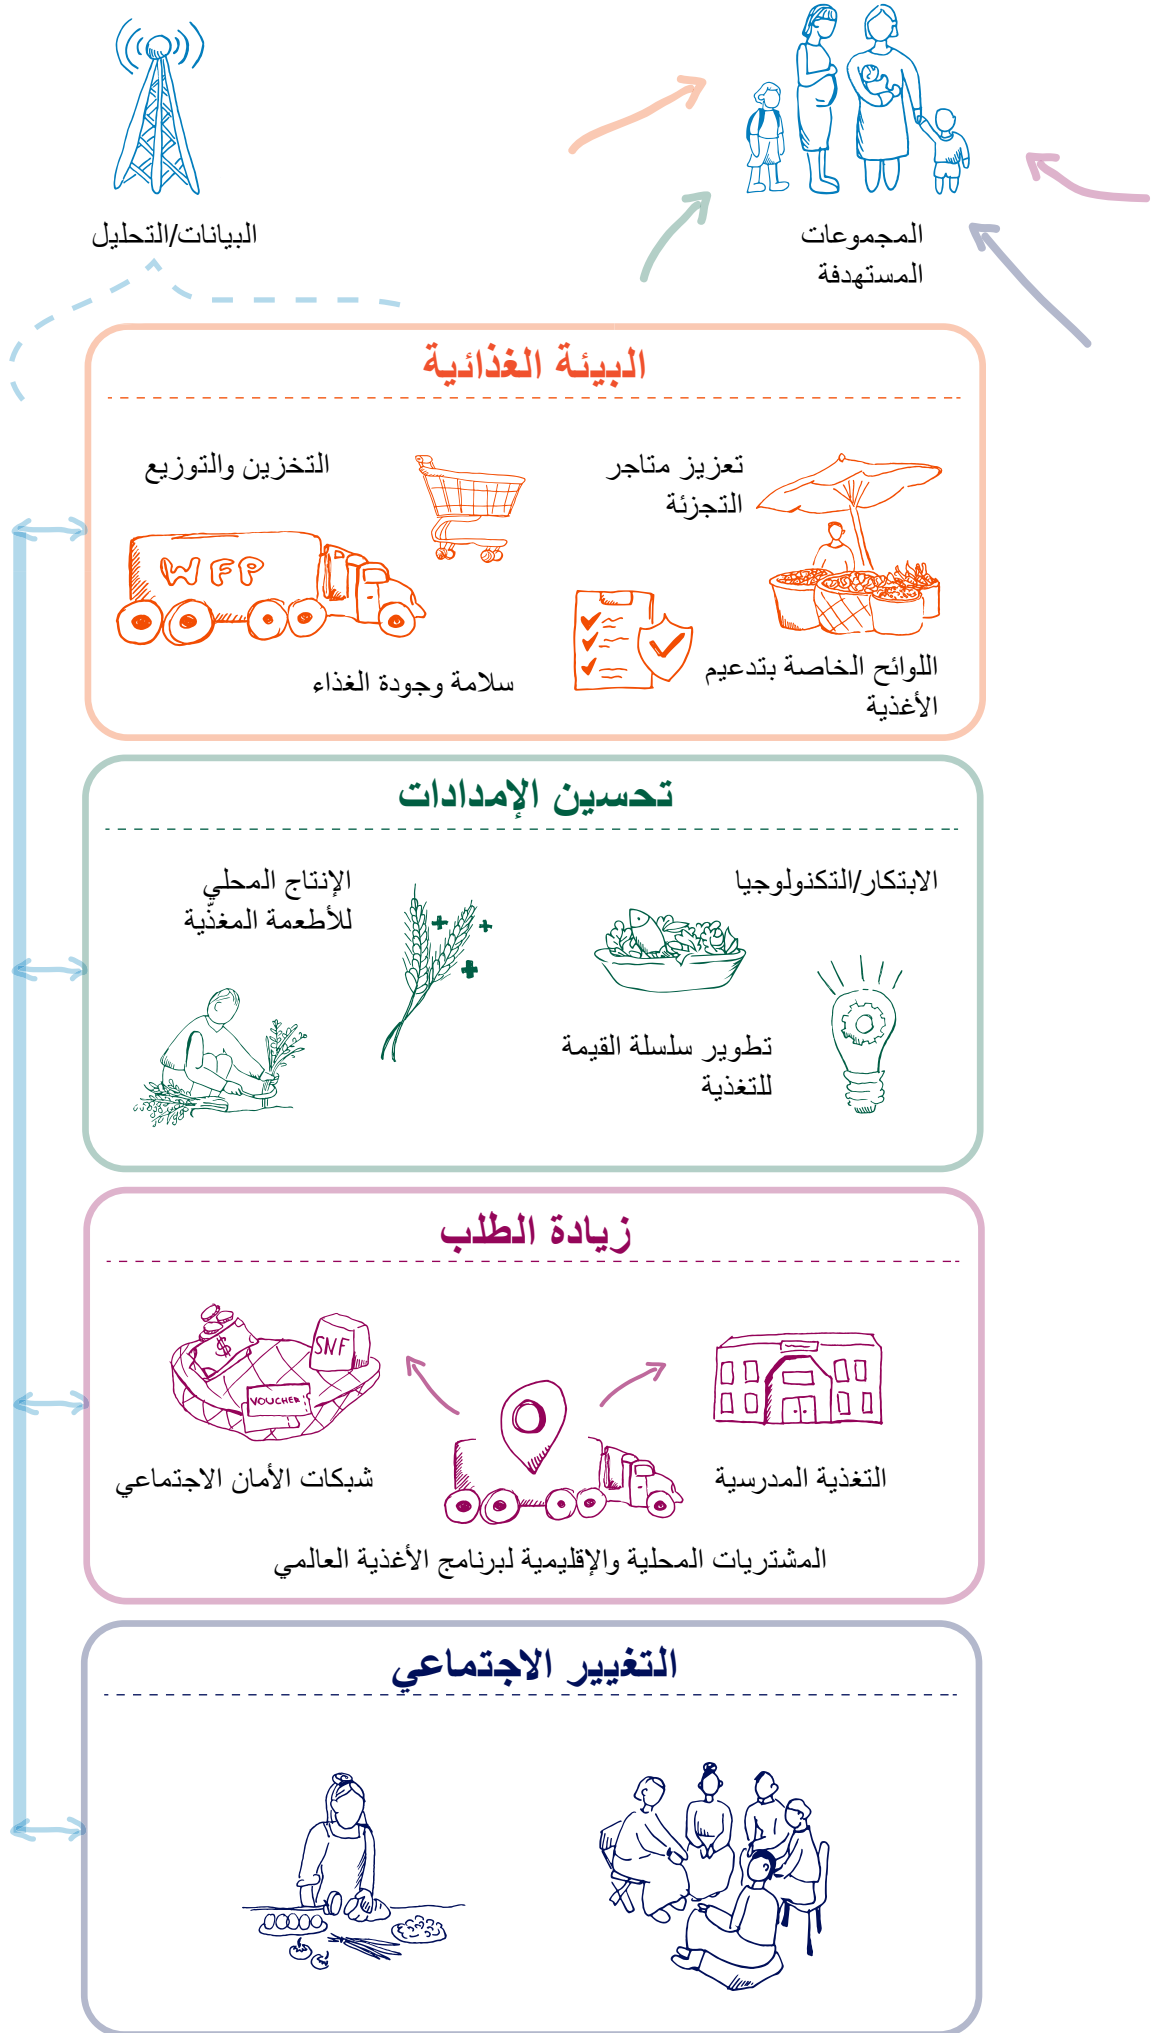 المجموعات
المستهدفة
البيانات/التحليل
البيئة الغذائية
تعزيز متاجر
التجزئة
التخزين والتوزيع
WFP
اللوائح الخاصة بتدعيم
الأغذية
سلامة وجودة الغذاء
تحسين الإمدادات
الابتكار/التكنولوجيا
الإنتاج المحلي
للأطعمة المغذّية
تطوير سلسلة القيمة
للتغذية
زيادة الطلب
$
SNF
VOUCHER
التغذية المدرسية
شبكات الأمان الاجتماعي
المشتريات المحلية والإقليمية لبرنامج الأغذية العالمي
التغيير الاجتماعي